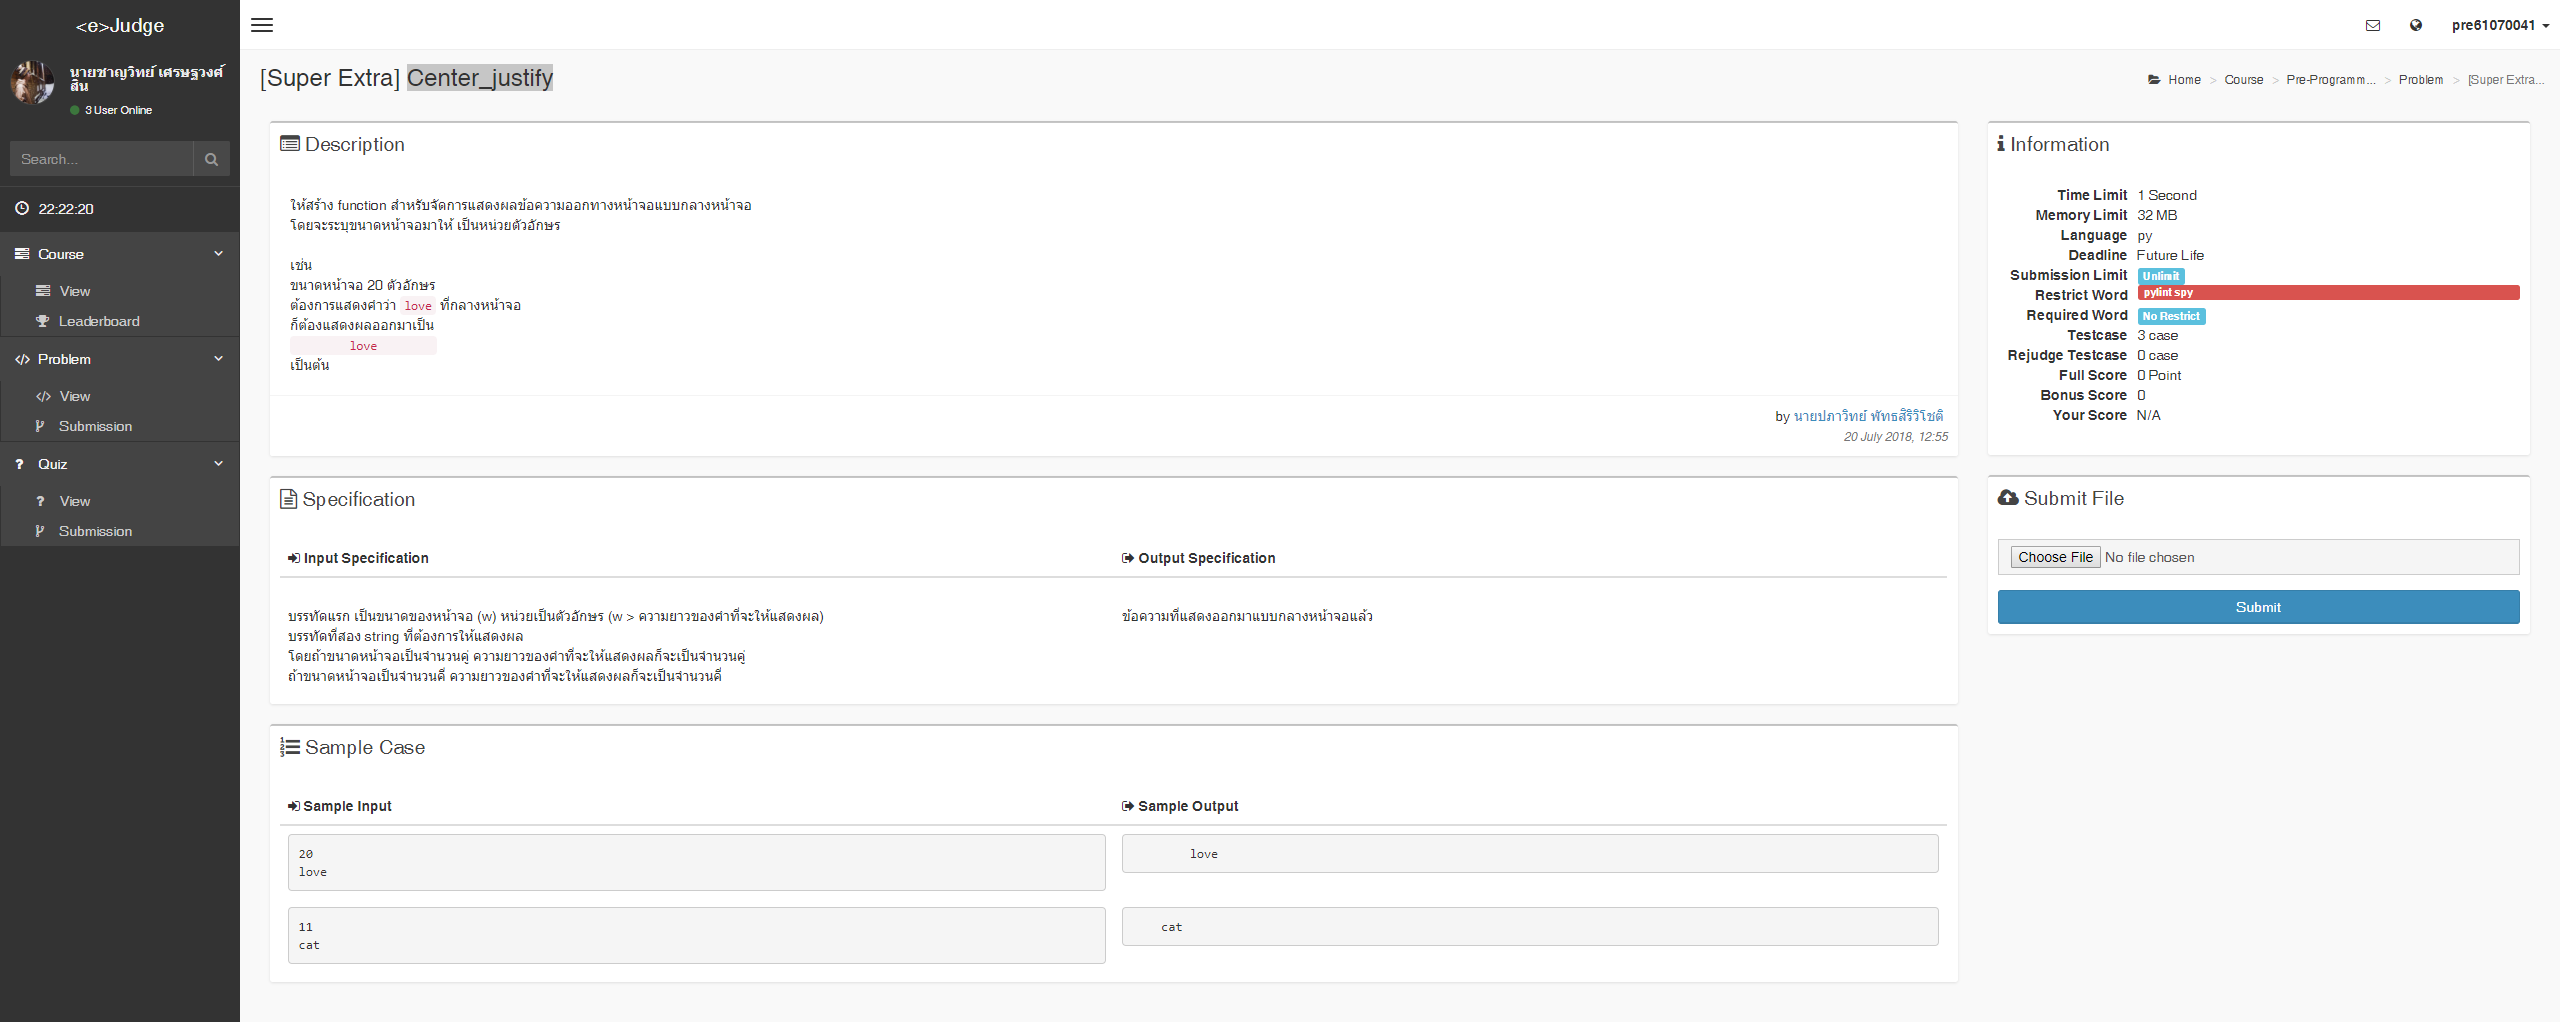 <e>Judge
pre61070041
นายชาญวิทย์ เศรษฐวงศ์
สิน
3 User Online
Search...
22:22:20
Course
View
Leaderboard
Problem
View
Submission
Quiz
View
Submission
[Super Extra] Center_justify
Home > Course > Pre-Programm... > Problem > [Super Extra...
Description
ให้สร้าง function สำหรับจัดการแสดงผลข้อความออกทางหน้าจอแบบกลางหน้าจอ
โดยจะระบุขนาดหน้าจอมาให้ เป็นหน่วยตัวอักษร
เช่น
ขนาดหน้าจอ 20 ตัวอักษร
ต้องการแสดงคำว่า love ที่กลางหน้าจอ
ก็ต้องแสดงผลออกมาเป็น
love
เป็นต้น
by นายปภาวิทย์ พัทธสิริวิโชติ
20 July 2018, 12:55
Information
Time Limit 1 Second
Memory Limit 32 MB
Language py
Deadline Future Life
Submission Limit Unlimit
Restrict Word pylint spy
Required Word No Restrict
Testcase 3 case
Rejudge Testcase 0 case
Full Score 0 Point
Bonus Score 0
Your Score N/A
Submit File
Choose File No file chosen
Submit
Specification
Input Specification
บรรทัดแรก เป็นขนาดของหน้าจอ (w) หน่วยเป็นตัวอักษร (w > ความยาวของคำที่จะให้แสดงผล)
บรรทัดที่สอง string ที่ต้องการให้แสดงผล
โดยถ้าขนาดหน้าจอเป็นจำนวนคู่ ความยาวของคำที่จะให้แสดงผลก็จะเป็นจำนวนคู่
ถ้าขนาดหน้าจอเป็นจำนวนคี่ ความยาวของคำที่จะให้แสดงผลก็จะเป็นจำนวนคี่
Output Specification
ข้อความที่แสดงออกมาแบบกลางหน้าจอแล้ว
Sample Case
Sample Input
Sample Output
20
love
love
11
cat
cat